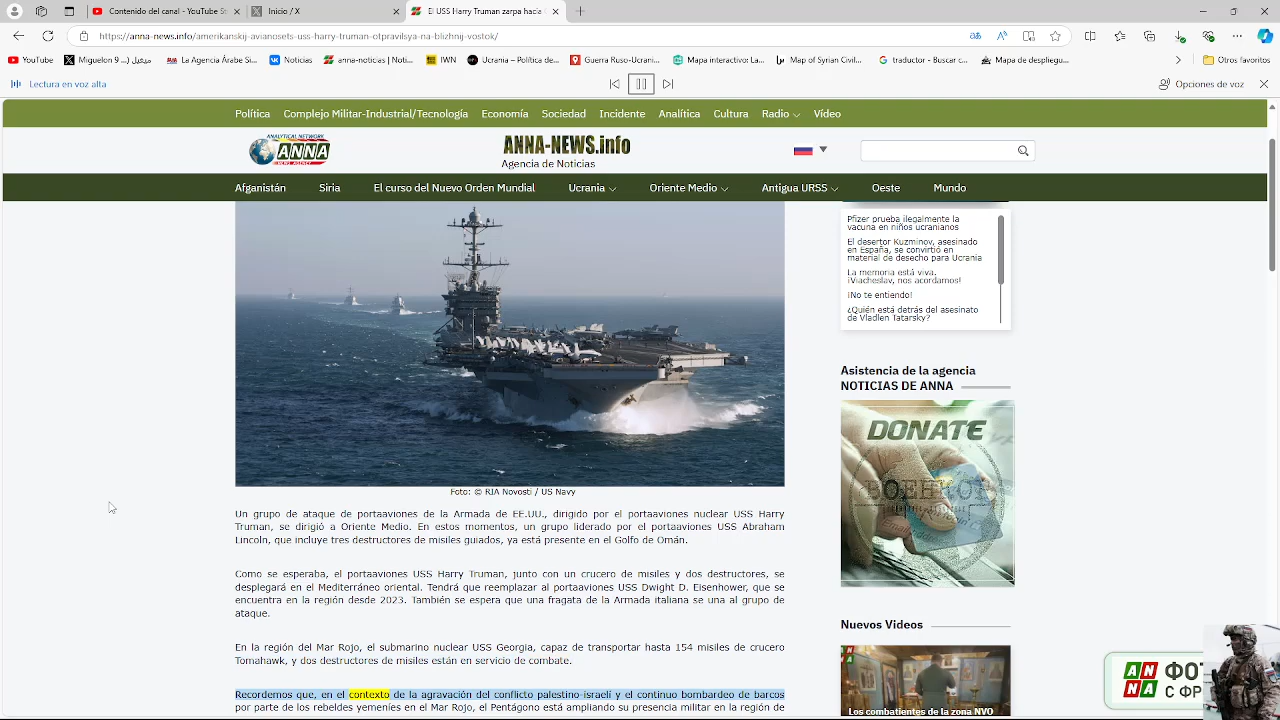 Contenido del canal - YouTube St
Inicio / X
El USS Harry Truman zarpa hacia
https://anna-news.info/amerikanskij-avianosets-uss-harry-truman-otpravilsya-na-blizhnij-vostok/
YouTube
Miguelon 9 ...
La Agencia Árabe Si...
Noticias
anna-noticias | Noti...
IWN
Ucrania - Política de...
Guerra Ruso-Ucrani...
Mapa interactivo La...
Map of Syrian Civi...
traductor - Buscar c...
Mapa de despliegu...
Otros favoritos
Lectura en voz alta
Opciones de voz
Política
Complejo Militar-Industrial/Tecnología
Economía
Sociedad
Incidente
Analítica
Cultura
Radio
Vídeo
ANALYTICAL NETWORK
ANNA
NEWS AGENCY
ANNA-NEWS.info
Agencia de Noticias
Afganistán
Siria
El curso del Nuevo Orden Mundial
Ucrania
Oriente Medio
Antigua URSS
Oeste
Mundo
Foto: © RIA Novosti / US Navy
Un grupo de ataque de portaaviones de la Armada de EE.UU., dirigido por el portaaviones nuclear USS Harry
Truman, se dirigió a Oriente Medio. En estos momentos, un grupo liderado por el portaaviones USS Abraham
Lincoln, que incluye tres destructores de misiles guiados, ya está presente en el Golfo de Omán.
Como se esperaba, el portaaviones USS Harry Truman, junto con un crucero de misiles y dos destructores, se
desplegará en el Mediterráneo oriental. Tendrá que reemplazar al portaaviones USS Dwight D. Eisenhower, que se
encuentra en la región desde 2023. También se espera que una fragata de la Armada italiana se una al grupo de
ataque.
En la región del Mar Rojo, el submarino nuclear USS Georgia, capaz de transportar hasta 154 misiles de crucero
Tomahawk, y dos destructores de misiles están en servicio de combate.
Recordemos que, en el contexto de la agravación del conflicto palestino-israelí y el continuo bombardeo de barcos
por parte de los rebeldes yemeníes en el Mar Rojo, el Pentágono está ampliando su presencia militar en la región de
Pfizer prueba ilegalmente la
vacuna en niños ucranianos
El desertor Kuzminov, asesinado
en España, se convirtió en
material de desecho para Ucrania
La memoria está viva.
¡Viacheslav, nos acordamos!
¡No te entiendo!
¿Quién está detrás del asesinato
de Vladlen Tatarsky?
Asistencia de la agencia
NOTICIAS DE ANNA
DONATE
Nuevos Videos
Los combatientes de la zona NVO
AN
NA
ФОТ
С ФР